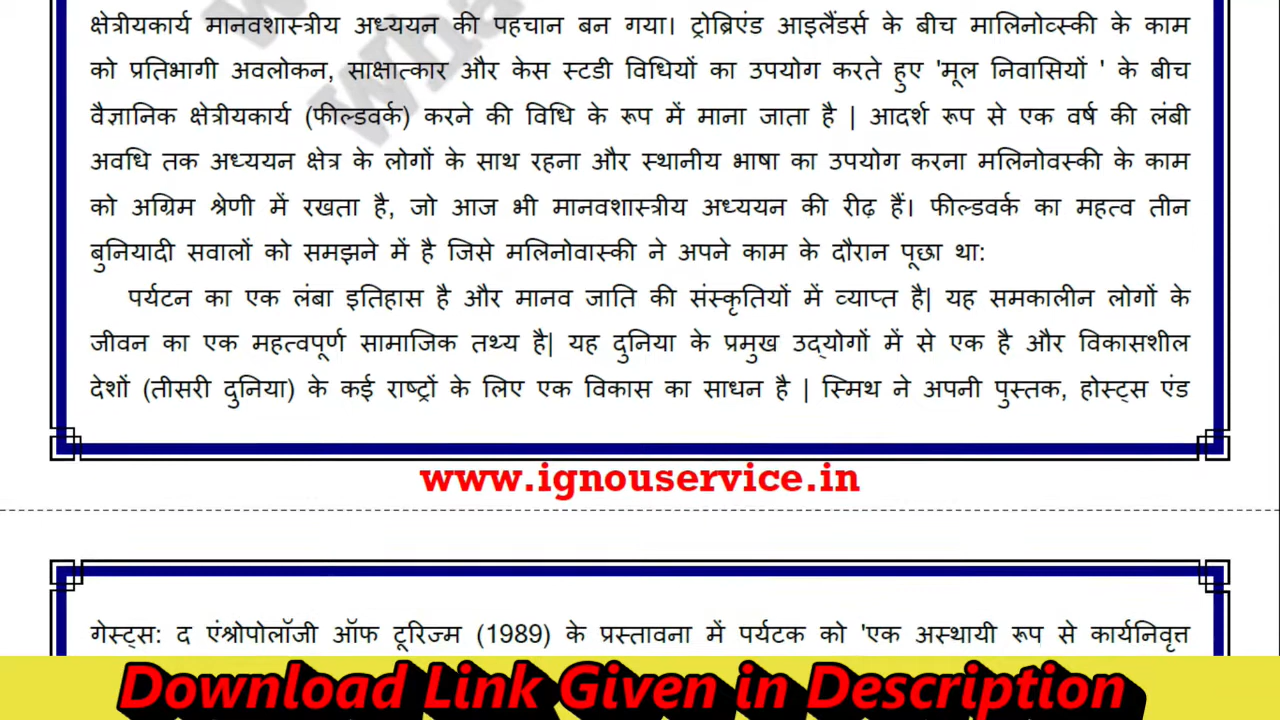 क्षेत्रीयकार्य मानवशास्त्रीय अध्ययन की पहचान बन गया। ट्रोब्रिएंड आइलैंडर्स के बीच मालिनोव्स्की के काम
को प्रतिभागी अवलोकन, साक्षात्कार और केस स्टडी विधियों का उपयोग करते हुए 'मूल निवासियों ' के बीच
वैज्ञानिक क्षेत्रीयकार्य (फील्डवर्क) करने की विधि के रूप में माना जाता है | आदर्श रूप से एक वर्ष की लंबी
अवधि तक अध्ययन क्षेत्र के लोगों के साथ रहना और स्थानीय भाषा का उपयोग करना मलिनोवस्की के काम
को अग्रिम श्रेणी में रखता है, जो आज भी मानवशास्त्रीय अध्ययन की रीढ़ हैं। फील्डवर्क का महत्व तीन
बुनियादी सवालों को समझने में है जिसे मलिनोवास्की ने अपने काम के दौरान पूछा था:
पर्यटन का एक लंबा इतिहास है और मानव जाति की संस्कृतियों में व्याप्त है| यह समकालीन लोगों के
जीवन का एक महत्वपूर्ण सामाजिक तथ्य है| यह दुनिया के प्रमुख उद्योगों में से एक है और विकासशील
देशों (तीसरी दुनिया) के कई राष्ट्रों के लिए एक विकास का साधन है | स्मिथ ने अपनी पुस्तक, होस्ट्स एंड
www.ignouservice.in
गेस्ट्स: द एंश्रोपोलॉजी ऑफ टूरिज्म (1989) के प्रस्तावना में पर्यटक को 'एक अस्थायी रूप से कार्यनिवृत्त
Download Link Given in Description